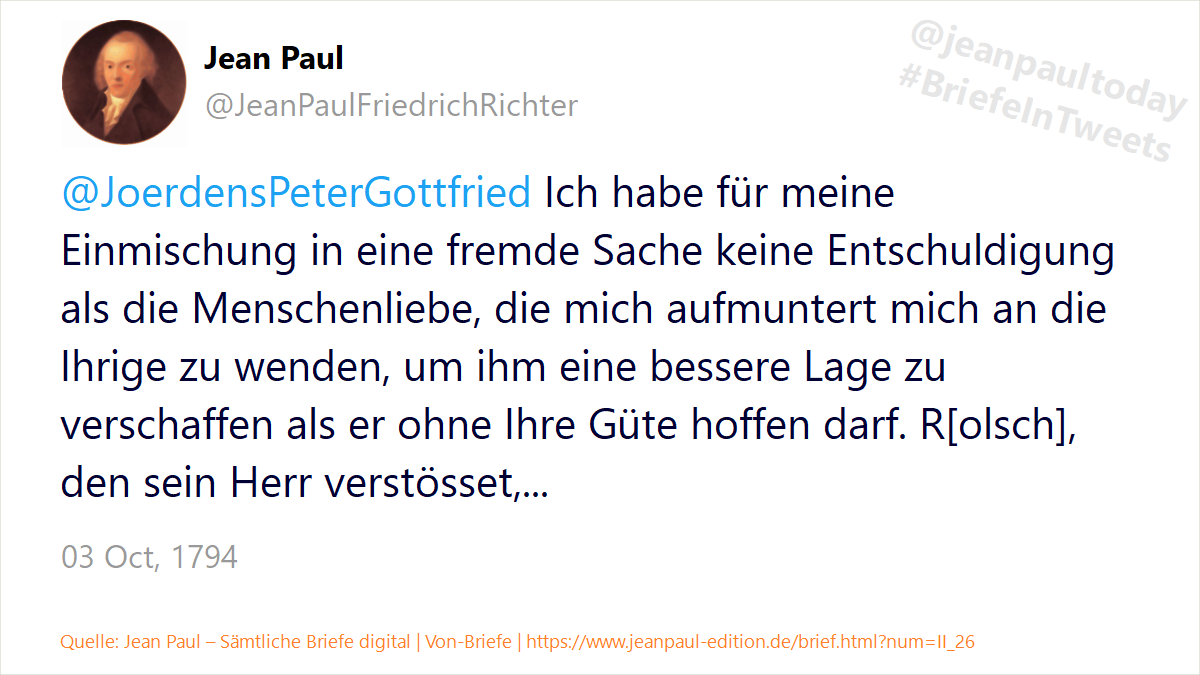 Jean Paul
@JeanPaulFriedrichRichter
@jeanpaultoday
#BriefeInTweets
@JoerdensPeterGottfried Ich habe für meine
Einmischung in eine fremde Sache keine Entschuldigung
als die Menschenliebe, die mich aufmuntert mich an die
Ihrige zu wenden, um ihm eine bessere Lage zu
verschaffen als er ohne Ihre Güte hoffen darf. R[olsch],
den sein Herr verstösset,...
03 Oct, 1794
Quelle: Jean Paul – Sämtliche Briefe digital | Von-Briefe | https://www.jeanpaul-edition.de/brief.html?num=II_26